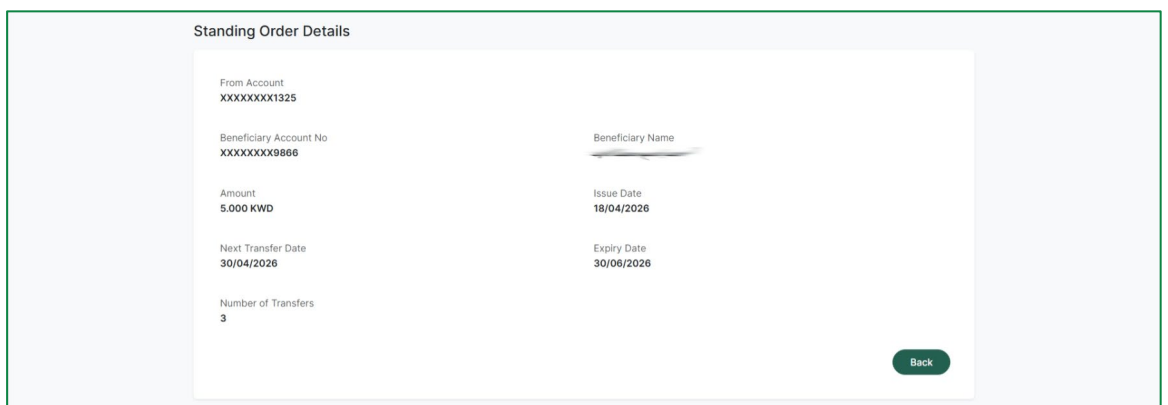 Standing Order Details
From Account
XXXXXXXX1325
Beneficiary Account No
XXXXXXXX9866
Beneficiary Name
Amount
5.000 KWD
Issue Date
18/04/2026
Next Transfer Date
30/04/2026
Expiry Date
30/06/2026
Number of Transfers
3
Back